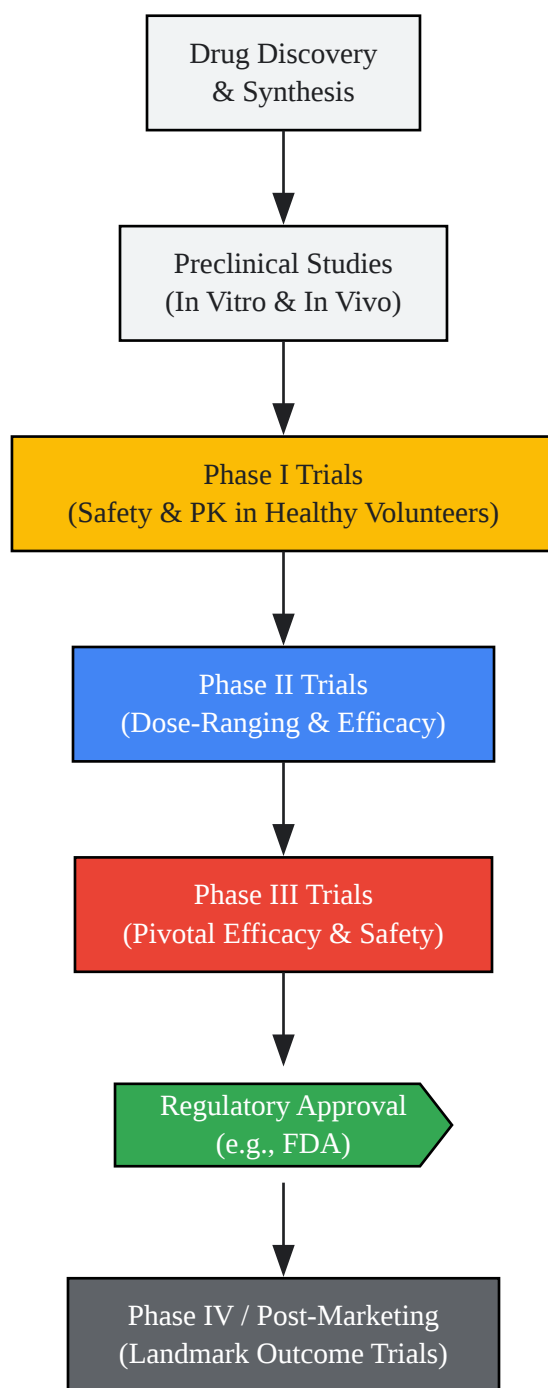 Drug Discovery
& Synthesis
Preclinical Studies
(In Vitro & In Vivo)
Phase I Trials
(Safety & PK in Healthy Volunteers)
Phase II Trials
(Dose-Ranging & Efficacy)
Phase III Trials
(Pivotal Efficacy & Safety)
Regulatory Approval
(e.g., FDA)
Phase IV / Post-Marketing
(Landmark Outcome Trials)